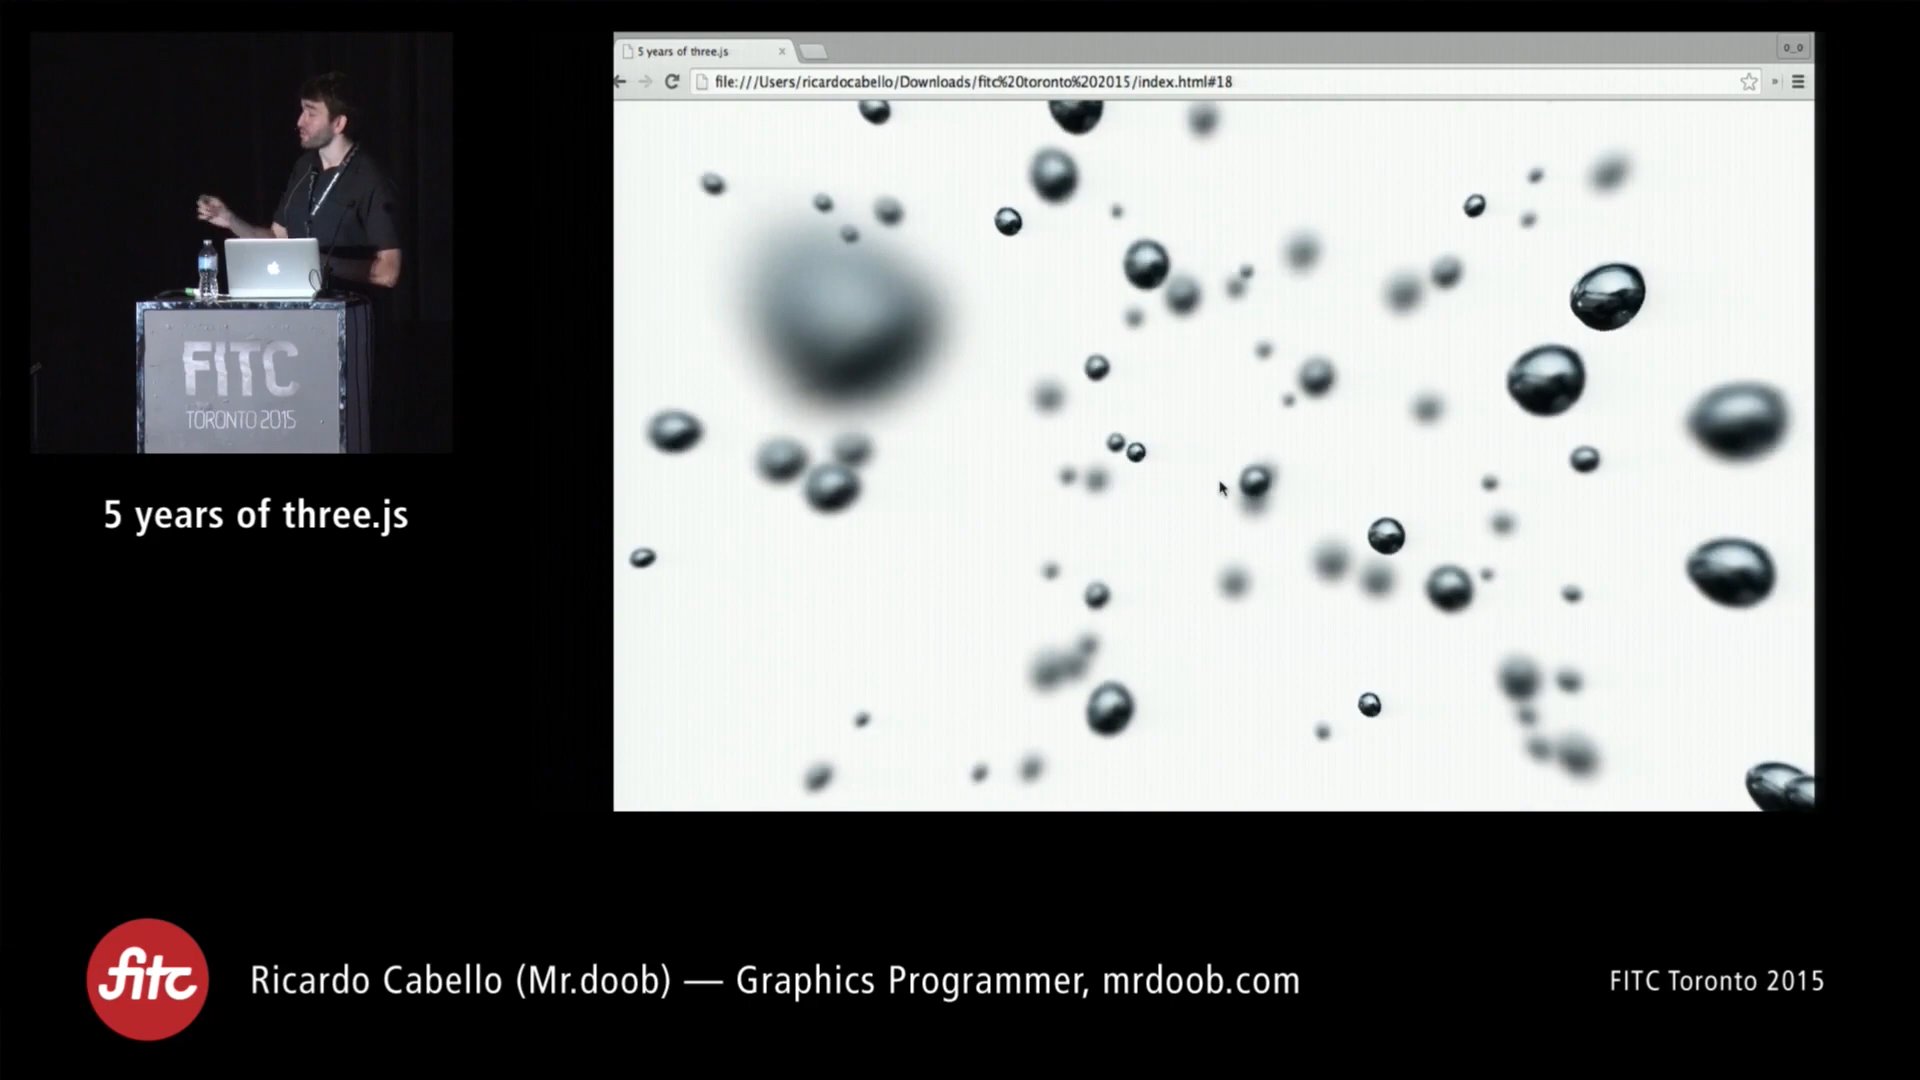 5 years of three.js
0_0
file:///Users/ricardocabello/Downloads/fitc%20toronto%202015/index.html#18
FITC
TORONTO 2015
5 years of three.js
fitc
Ricardo Cabello (Mr.doob) — Graphics Programmer, mrdoob.com
FITC Toronto 2015